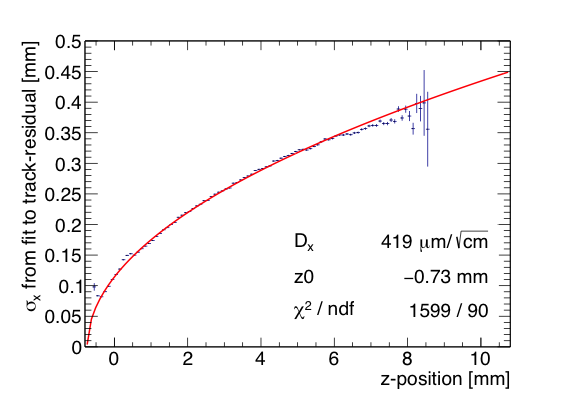 σx from fit to track-residual [mm]
0.5
0.45
0.4
0.35
0.3
0.25
0.2
0.15
0.1
0.05
0
Dx 419 μm/√cm
z0 −0.73 mm
χ² / ndf 1599 / 90
0 2 4 6 8 10
z-position [mm]